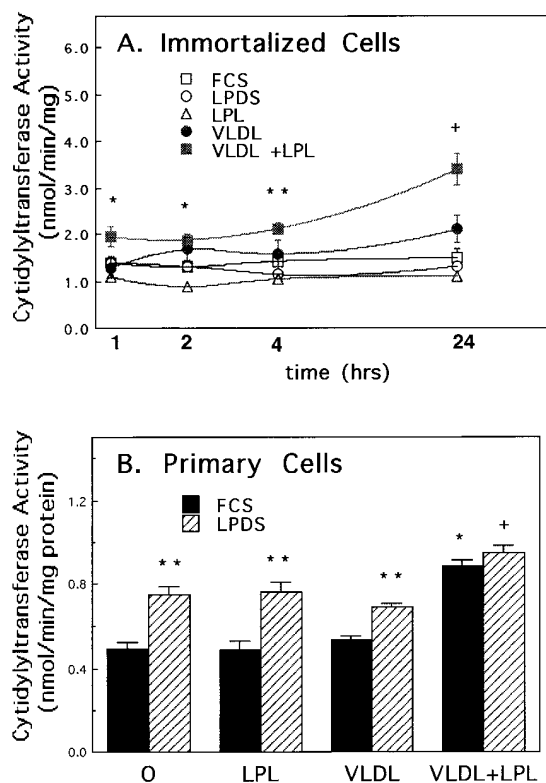 A. Immortalized Cells
Cytidylyltransferase Activity
(nmol/min/mg)
6.0
5.0
4.0
3.0
2.0
1.0
0.0
FCS
LPDS
LPL
VLDL
VLDL +LPL
*
*
**
+
1 2 4 24
time (hrs)
B. Primary Cells
Cytidylyltransferase Activity
(nmol/min/mg protein)
1.2
0.8
0.4
0.0
FCS
LPDS
**
**
**
*
+
O LPL VLDL VLDL+LPL